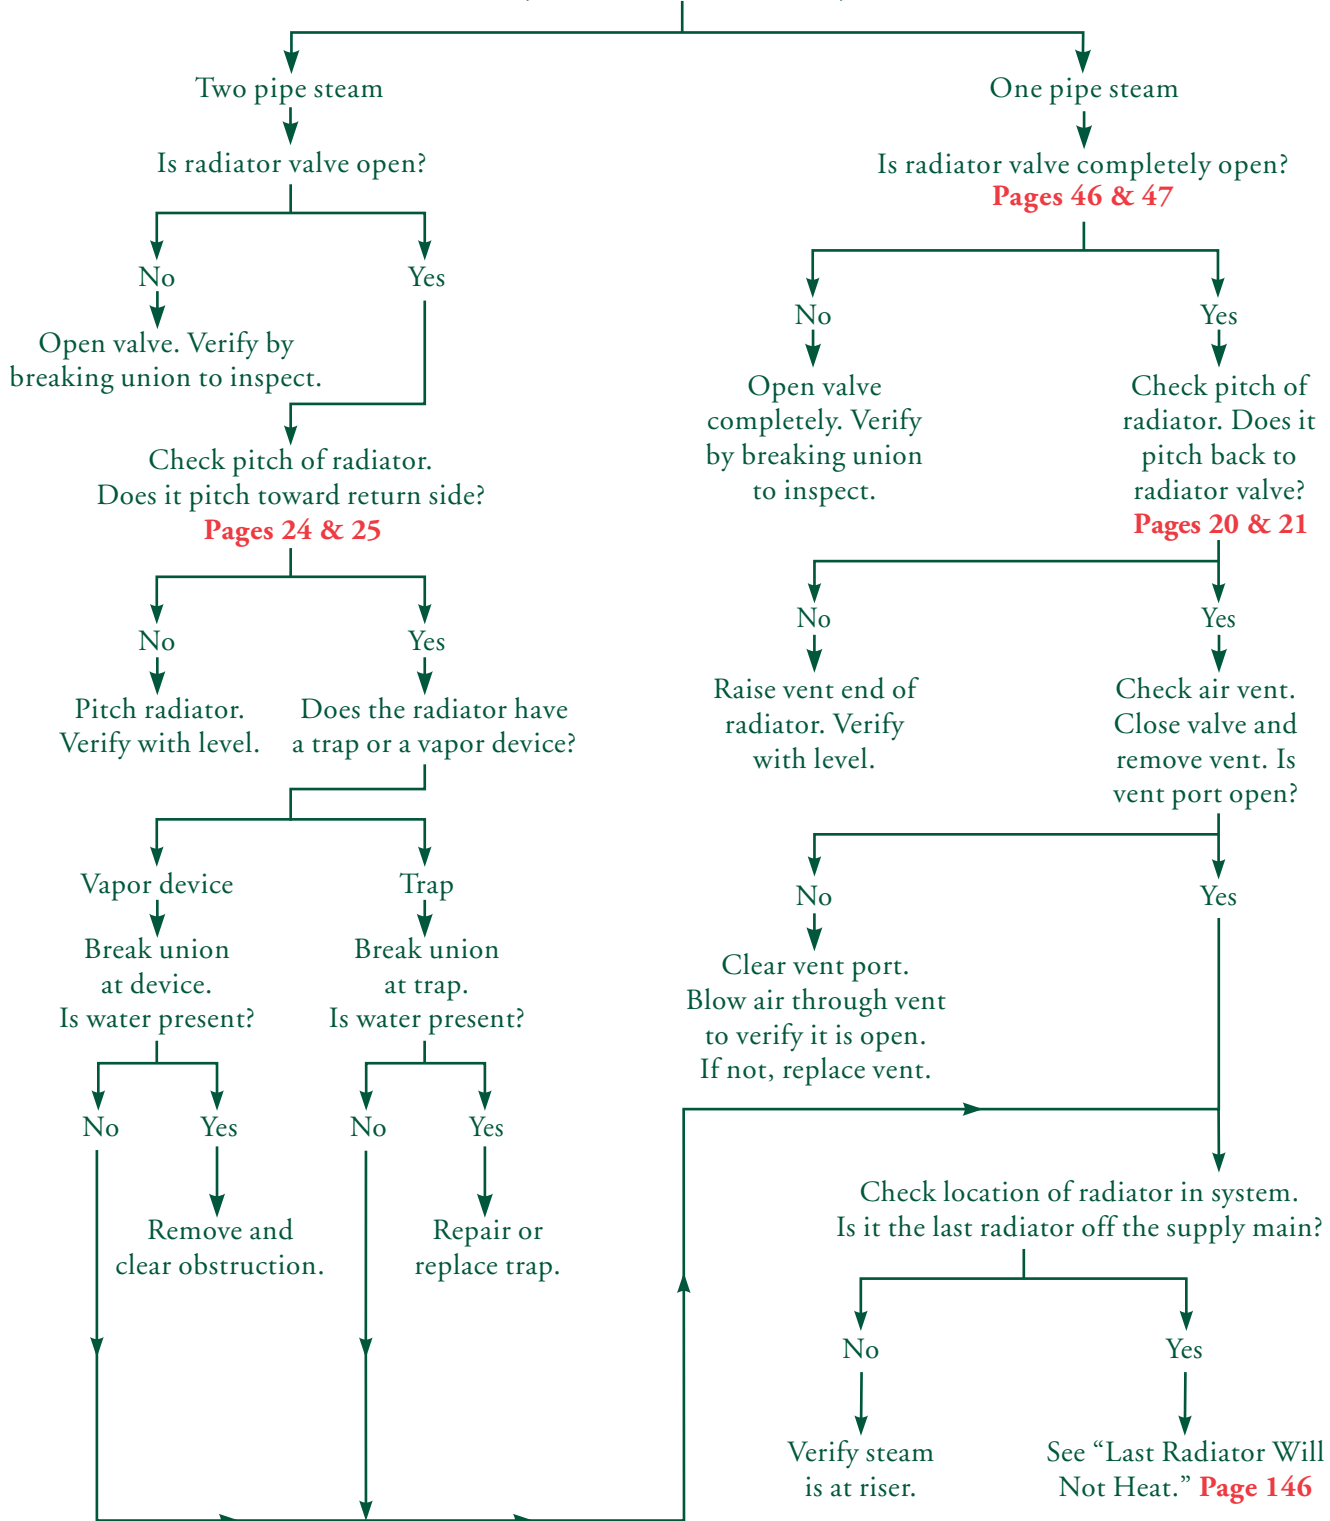 Two pipe steam
Is radiator valve open?
No
Yes
Open valve. Verify by
breaking union to inspect.
Check pitch of radiator.
Does it pitch toward return side?
Pages 24 & 25
No
Yes
Pitch radiator.
Verify with level.
Does the radiator have
a trap or a vapor device?
Vapor device
Trap
Break union
at device.
Is water present?
Break union
at trap.
Is water present?
No
Yes
No
Yes
Remove and
clear obstruction.
Repair or
replace trap.
One pipe steam
Is radiator valve completely open?
Pages 46 & 47
No
Yes
Open valve
completely. Verify
by breaking union
to inspect.
Check pitch of
radiator. Does it
pitch back to
radiator valve?
Pages 20 & 21
No
Yes
Raise vent end of
radiator. Verify
with level.
Check air vent.
Close valve and
remove vent. Is
vent port open?
No
Yes
Clear vent port.
Blow air through vent
to verify it is open.
If not, replace vent.
Check location of radiator in system.
Is it the last radiator off the supply main?
No
Yes
Verify steam
is at riser.
See “Last Radiator Will
Not Heat.” Page 146